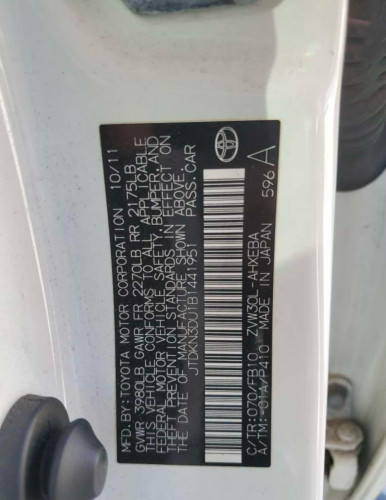 MFD.BY:TOYOTA MOTOR CORPORATION 10/11
GVWR 3980LB GAWR FR 2270LB RR 2175LB
THIS VEHICLE CONFORMS TO ALL APPLICABLE
FEDERAL MOTOR VEHICLE SAFETY, BUMPER, AND
THEFT PREVENTION STANDARDS IN EFFECT ON
THE DATE OF MANUFACTURE SHOWN ABOVE.
JTDKN3DU1B1441951 PASS.CAR
C/TR:070/FB10 ZVW30L-AHXEBA
A/TM:-01A/P410 MADE IN JAPAN
596 A